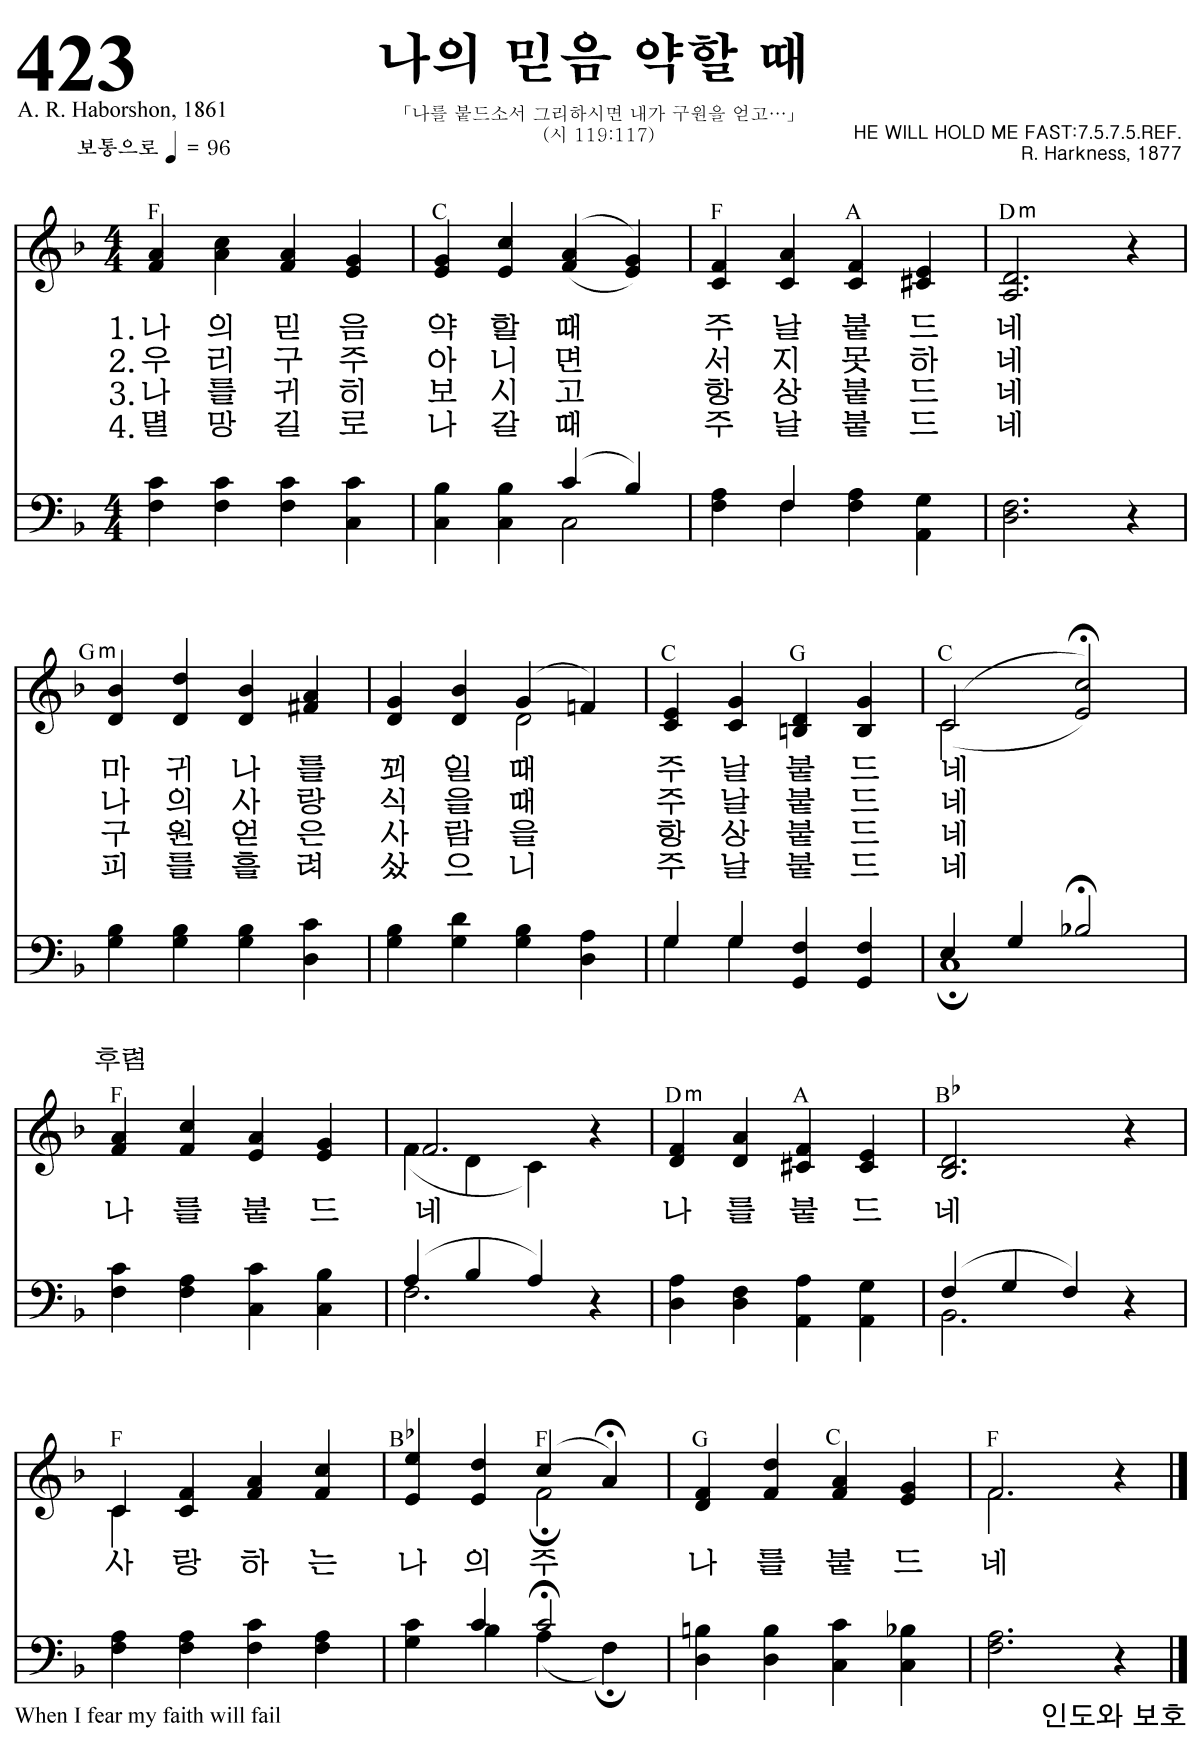 423
나의 믿음 약할 때
A. R. Haborshon, 1861
「나를 붙드소서 그리하시면 내가 구원을 얻고…」
(시 119:117)
보통으로 ♩ = 96
HE WILL HOLD ME FAST:7.5.7.5.REF.
R. Harkness, 1877
F C F A Dm
4 4
1.나 의 믿 음 약 할 때 주 날 붙 드 네
2.우 리 구 주 아 니 면 서 지 못 하 네
3.나 를 귀 히 보 시 고 항 상 붙 드 네
4.멸 망 길 로 나 갈 때 주 날 붙 드 네
4 4
Gm C G C
마 귀 나 를 꾀 일 때 주 날 붙 드 네
나 의 사 랑 식 을 때 주 날 붙 드 네
구 원 얻 은 사 람 을 항 상 붙 드 네
피 를 흘 려 샀 으 니 주 날 붙 드 네
후렴
F Dm A B♭
나 를 붙 드 네 나 를 붙 드 네
F B♭ F G C F
사 랑 하 는 나 의 주 나 를 붙 드 네
When I fear my faith will fail
인도와 보호